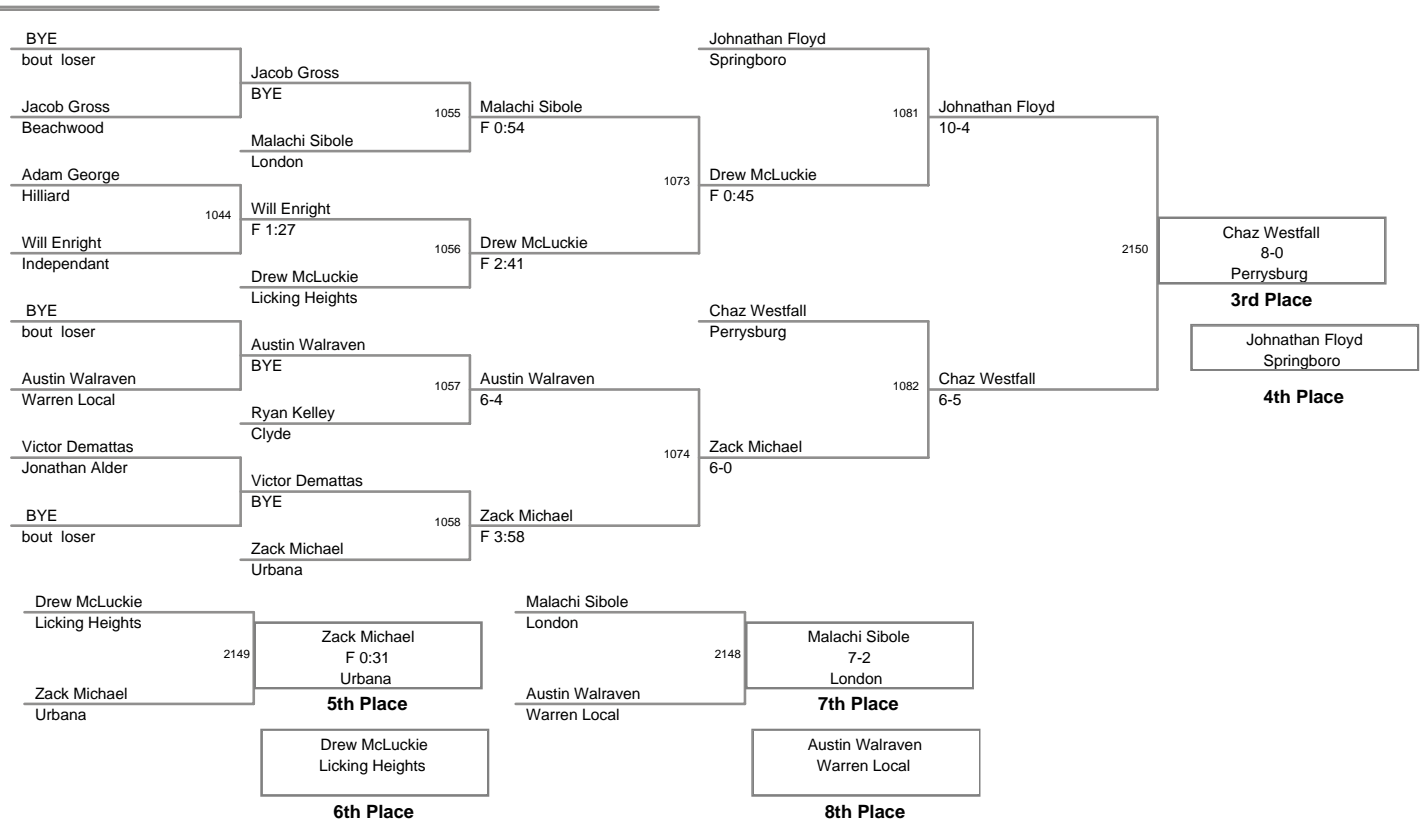 BYE
bout loser
Jacob Gross
Beachwood
Adam George
Hilliard
1044
Will Enright
Independant
BYE
bout loser
Austin Walraven
Warren Local
Victor Demattas
Jonathan Alder
BYE
bout loser
Jacob Gross
BYE
1055
Malachi Sibole
London
Will Enright
F 1:27
1056
Drew McLuckie
Licking Heights
Austin Walraven
BYE
1057
Ryan Kelley
Clyde
Victor Demattas
BYE
1058
Zack Michael
Urbana
Malachi Sibole
F 0:54
1073
Drew McLuckie
F 2:41
Austin Walraven
6-4
1074
Zack Michael
F 3:58
Johnathan Floyd
Springboro
1081
Drew McLuckie
F 0:45
Chaz Westfall
Perrysburg
1082
Zack Michael
6-0
Johnathan Floyd
10-4
2150
Chaz Westfall
6-5
Chaz Westfall
8-0
Perrysburg
3rd Place
Johnathan Floyd
Springboro
4th Place
Drew McLuckie
Licking Heights
2149
Zack Michael
Urbana
Zack Michael
F 0:31
Urbana
5th Place
Drew McLuckie
Licking Heights
6th Place
Malachi Sibole
London
2148
Austin Walraven
Warren Local
Malachi Sibole
7-2
London
7th Place
Austin Walraven
Warren Local
8th Place